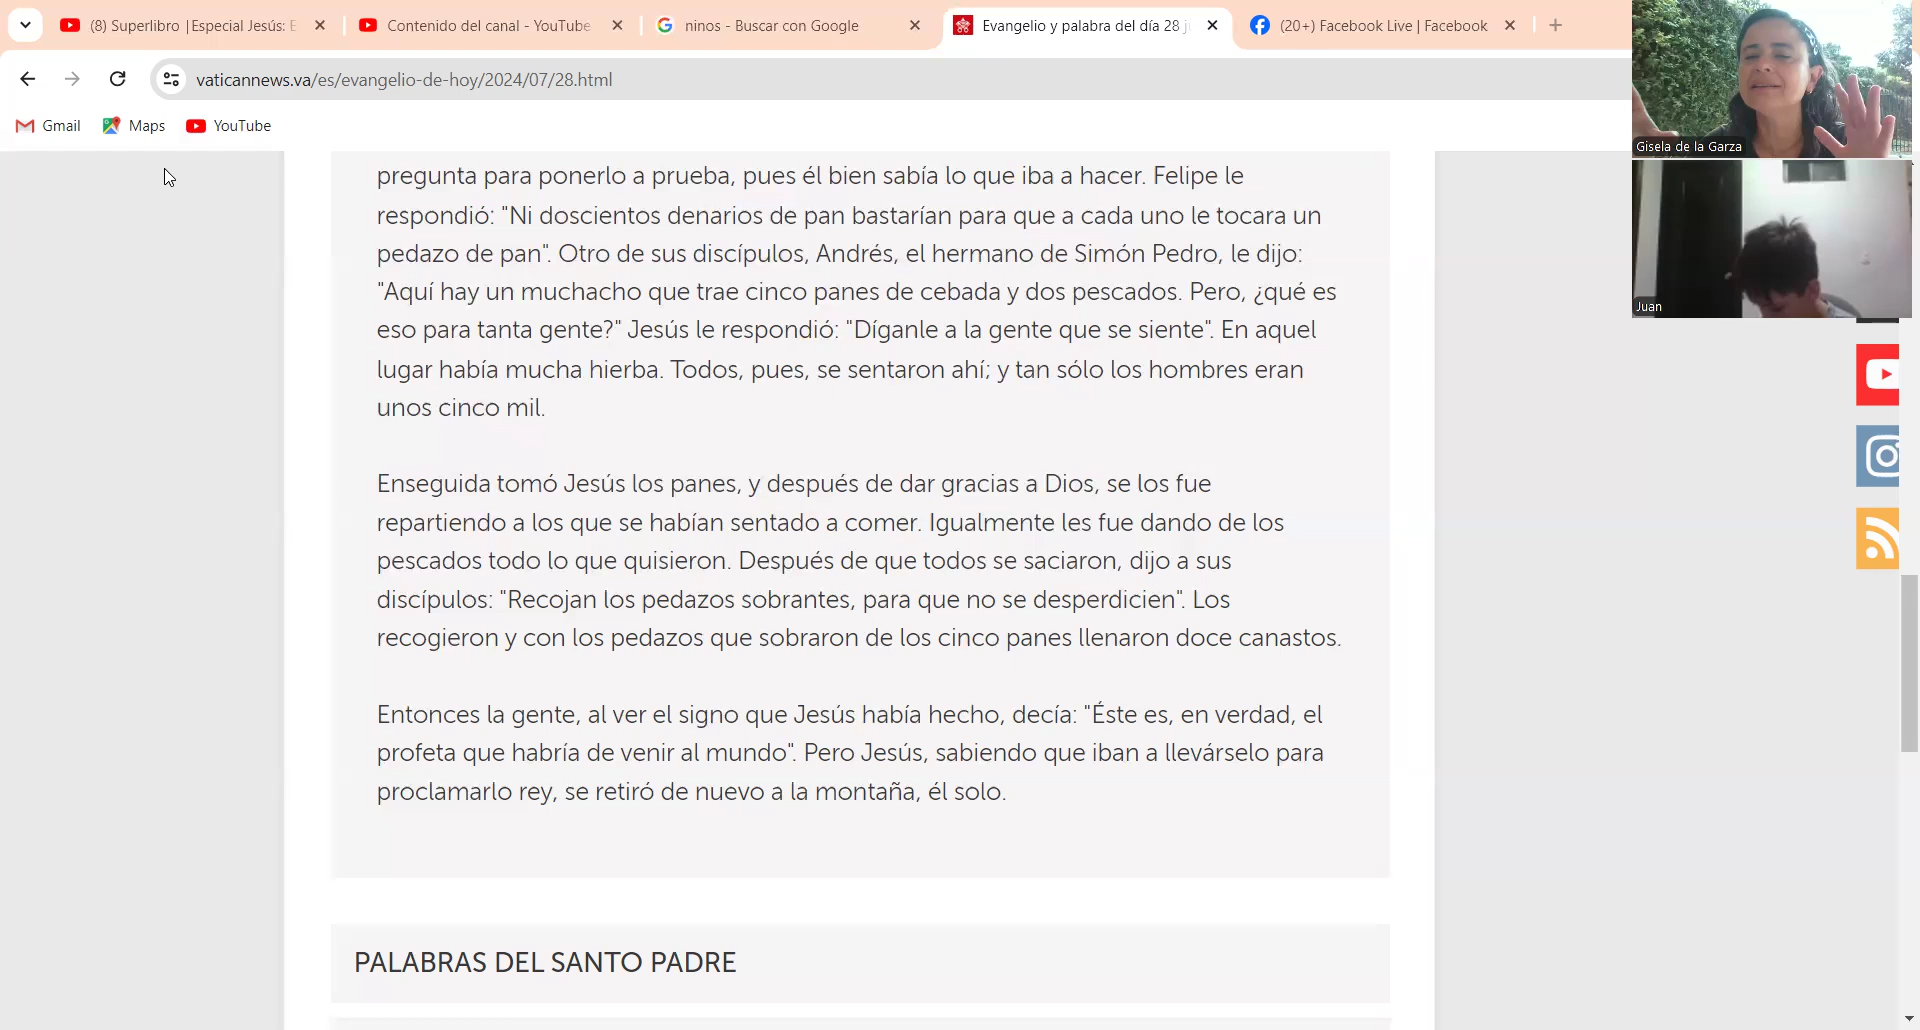 (8) Superlibro |Especial Jesús: E
Contenido del canal - YouTube
ninos - Buscar con Google
Evangelio y palabra del día 28 j
(20+) Facebook Live | Facebook
vaticannews.va/es/evangelio-de-hoy/2024/07/28.html
Gmail
Maps
YouTube
Gisela de la Garza
Juan
pregunta para ponerlo a prueba, pues él bien sabía lo que iba a hacer. Felipe le
respondió: "Ni doscientos denarios de pan bastarían para que a cada uno le tocara un
pedazo de pan". Otro de sus discípulos, Andrés, el hermano de Simón Pedro, le dijo:
"Aquí hay un muchacho que trae cinco panes de cebada y dos pescados. Pero, ¿qué es
eso para tanta gente?" Jesús le respondió: "Díganle a la gente que se siente". En aquel
lugar había mucha hierba. Todos, pues, se sentaron ahí; y tan sólo los hombres eran
unos cinco mil.
Enseguida tomó Jesús los panes, y después de dar gracias a Dios, se los fue
repartiendo a los que se habían sentado a comer. Igualmente les fue dando de los
pescados todo lo que quisieron. Después de que todos se saciaron, dijo a sus
discípulos: "Recojan los pedazos sobrantes, para que no se desperdicien". Los
recogieron y con los pedazos que sobraron de los cinco panes llenaron doce canastos.
Entonces la gente, al ver el signo que Jesús había hecho, decía: "Éste es, en verdad, el
profeta que habría de venir al mundo". Pero Jesús, sabiendo que iban a llevárselo para
proclamarlo rey, se retiró de nuevo a la montaña, él solo.
PALABRAS DEL SANTO PADRE